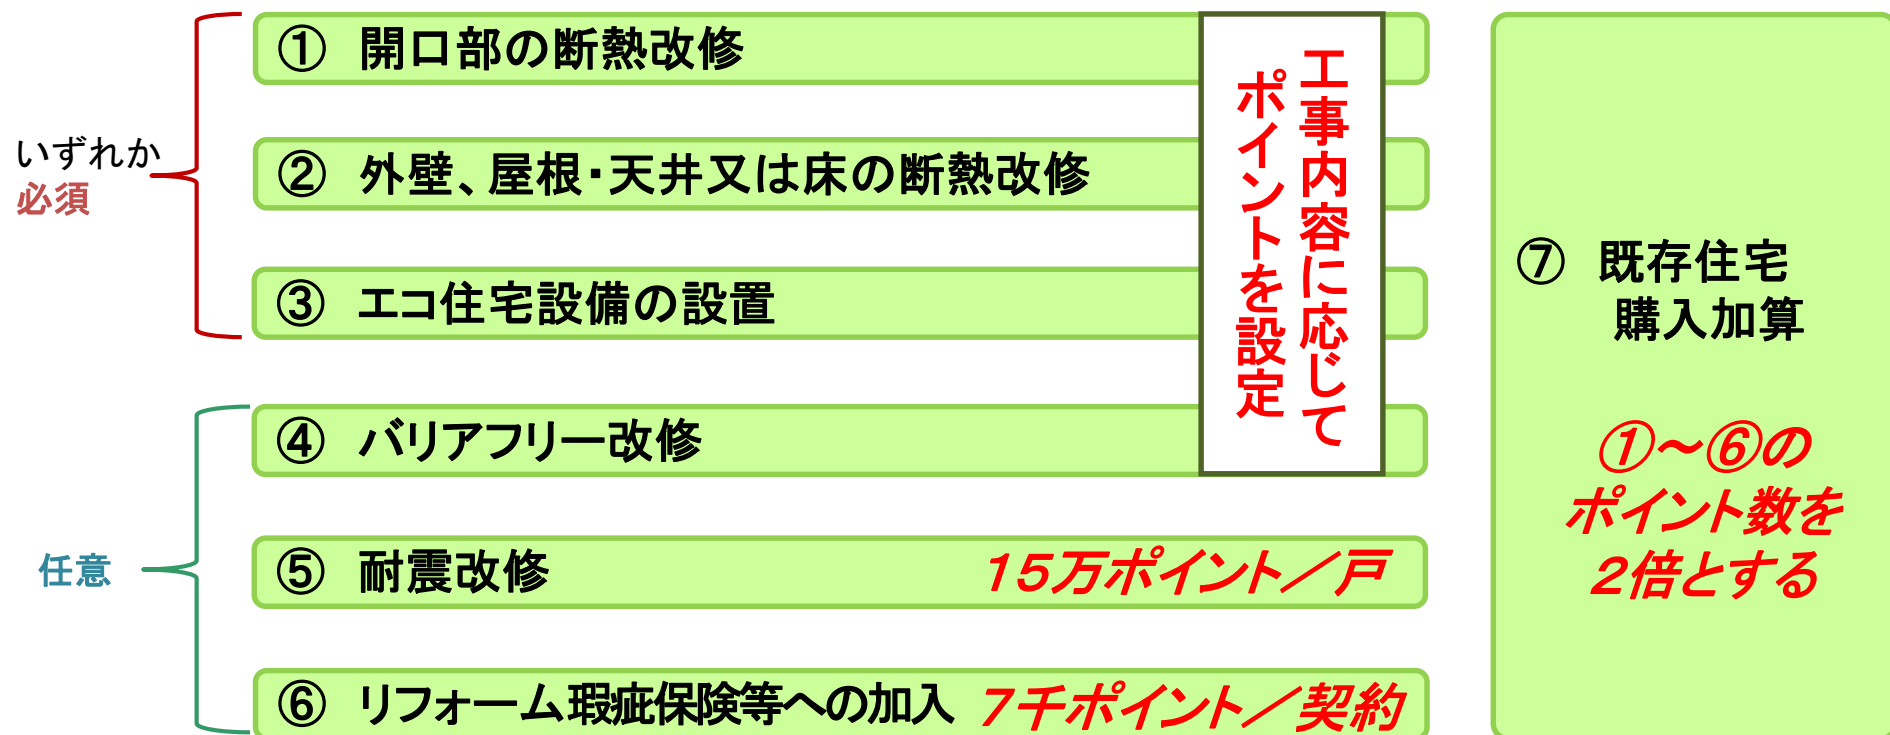 いずれか
必須
① 開口部の断熱改修
② 外壁、屋根・天井又は床の断熱改修
③ エコ住宅設備の設置
工事内容に応じて
ポイントを設定
任意
④ バリアフリー改修
⑤ 耐震改修 15万ポイント／戸
⑥ リフォーム瑕疵保険等への加入 7千ポイント／契約
⑦ 既存住宅
購入加算
①～⑥の
ポイント数を
2倍とする